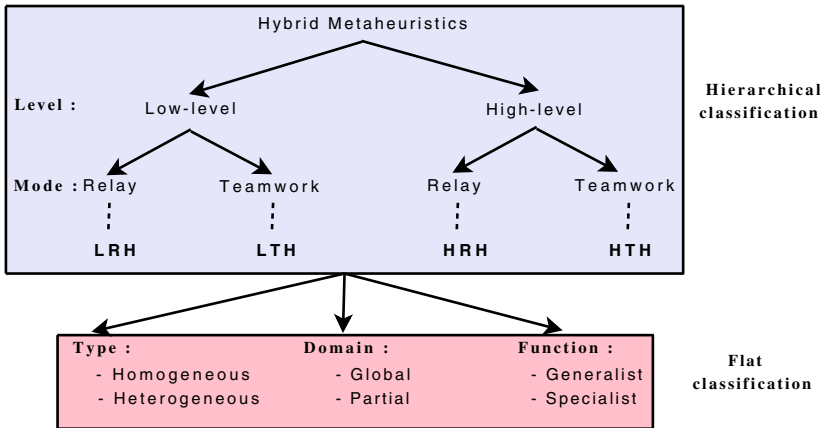 Hybrid Metaheuristics
Hierarchical
classification
Level :
Low-level
High-level
Mode :
Relay
Teamwork
Relay
Teamwork
LRH
LTH
HRH
HTH
Type :
Domain :
Function :
- Homogeneous
- Global
- Generalist
- Heterogeneous
- Partial
- Specialist
Flat
classification